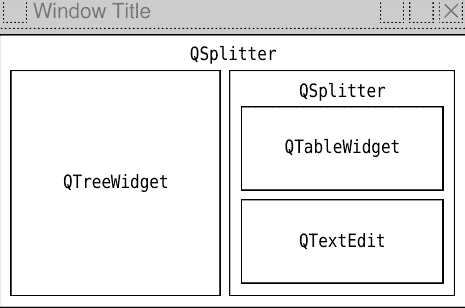 Window Title
QSplitter
QTreeWidget
QSplitter
QTableWidget
QTextEdit